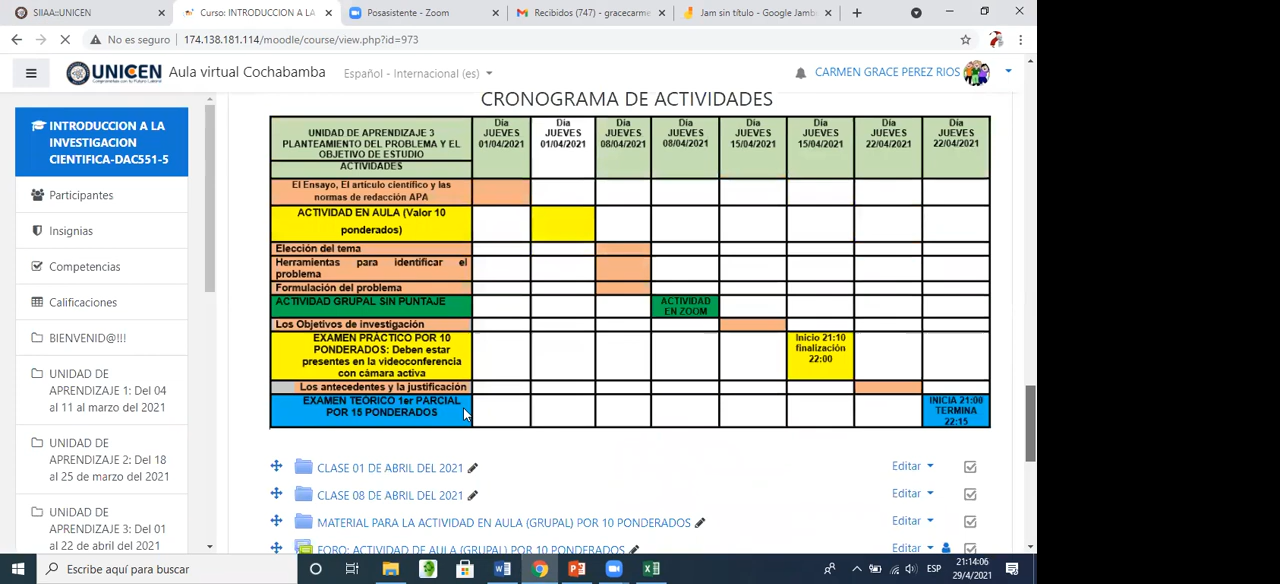 SIIAA::UNICEN
Curso: INTRODUCCION A LA
Posasistente - Zoom
Recibidos (747) - gracecarme
Jam sin título - Google Jamb
No es seguro | 174.138.181.114/moodle/course/view.php?id=973
UNICEN
Aula virtual Cochabamba
Español - Internacional (es)
CARMEN GRACE PEREZ RIOS
INTRODUCCION A LA
INVESTIGACION
CIENTIFICA-DAC551-5
Participantes
Insignias
Competencias
Calificaciones
BIENVENID@!!!
UNIDAD DE
APRENDIZAJE 1: Del 04
al 11 al marzo del 2021
UNIDAD DE
APRENDIZAJE 2: Del 18
al 25 de marzo del 2021
UNIDAD DE
APRENDIZAJE 3: Del 01
al 22 de abril del 2021
CRONOGRAMA DE ACTIVIDADES
UNIDAD DE APRENDIZAJE 3
PLANTEAMIENTO DEL PROBLEMA Y EL
OBJETIVO DE ESTUDIO
ACTIVIDADES
Día JUEVES 01/04/2021
Día JUEVES 01/04/2021
Día JUEVES 08/04/2021
Día JUEVES 08/04/2021
Día JUEVES 15/04/2021
Día JUEVES 15/04/2021
Día JUEVES 22/04/2021
Día JUEVES 22/04/2021
El Ensayo, El artículo científico y las
normas de redacción APA
ACTIVIDAD EN AULA (Valor 10
ponderados)
Elección del tema
Herramientas para identificar el
problema
Formulación del problema
ACTIVIDAD GRUPAL SIN PUNTAJE
ACTIVIDAD
EN ZOOM
Los Objetivos de investigación
EXAMEN PRÁCTICO POR 10
PONDERADOS: Deben estar
presentes en la videoconferencia
con cámara activa
Inicio 21:10
finalización
22:00
Los antecedentes y la justificación
EXAMEN TEÓRICO 1er PARCIAL
POR 15 PONDERADOS
INICIA 21:00
TERMINA
22:15
CLASE 01 DE ABRIL DEL 2021
Editar
CLASE 08 DE ABRIL DEL 2021
Editar
MATERIAL PARA LA ACTIVIDAD EN AULA (GRUPAL) POR 10 PONDERADOS
Editar
FORO: ACTIVIDAD DE AULA (GRUPAL) POR 10 PONDERADOS
Editar
Escribe aquí para buscar
ESP
21:14:06
29/4/2021